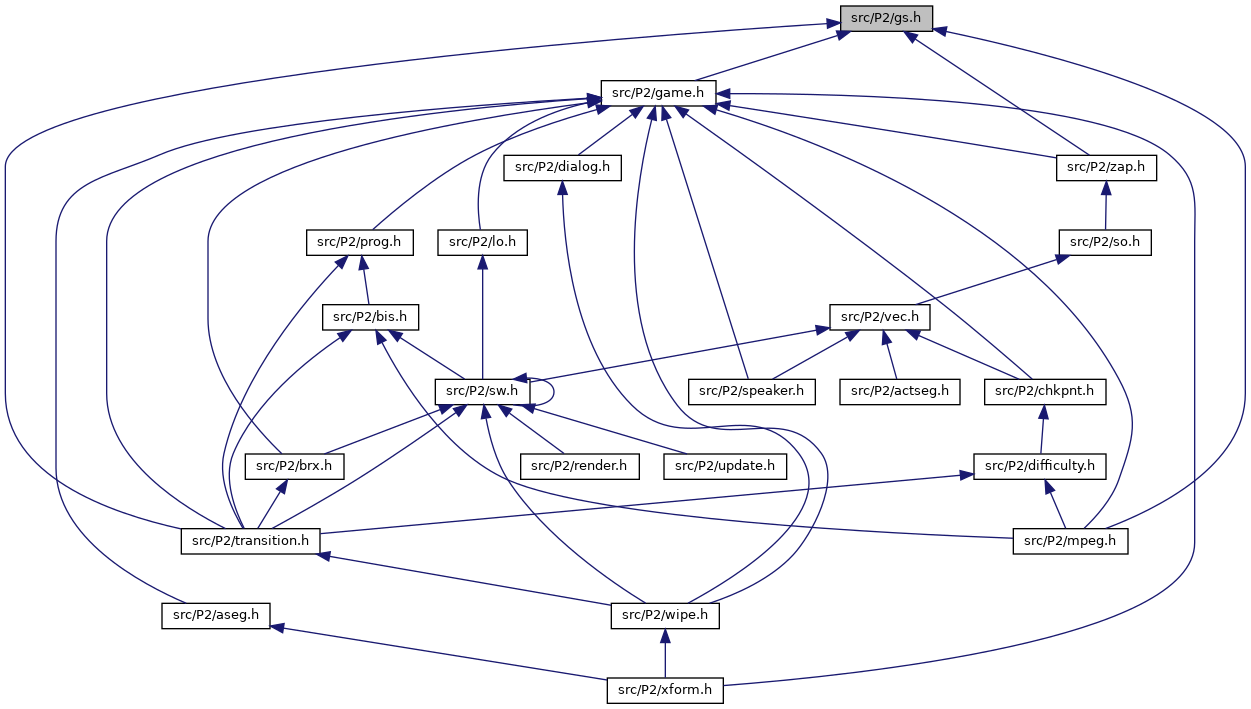 src/P2/gs.h
src/P2/game.h
src/P2/dialog.h
src/P2/zap.h
src/P2/prog.h
src/P2/lo.h
src/P2/so.h
src/P2/bis.h
src/P2/vec.h
src/P2/sw.h
src/P2/speaker.h
src/P2/actseg.h
src/P2/chkpnt.h
src/P2/brx.h
src/P2/render.h
src/P2/update.h
src/P2/difficulty.h
src/P2/transition.h
src/P2/mpeg.h
src/P2/aseg.h
src/P2/wipe.h
src/P2/xform.h